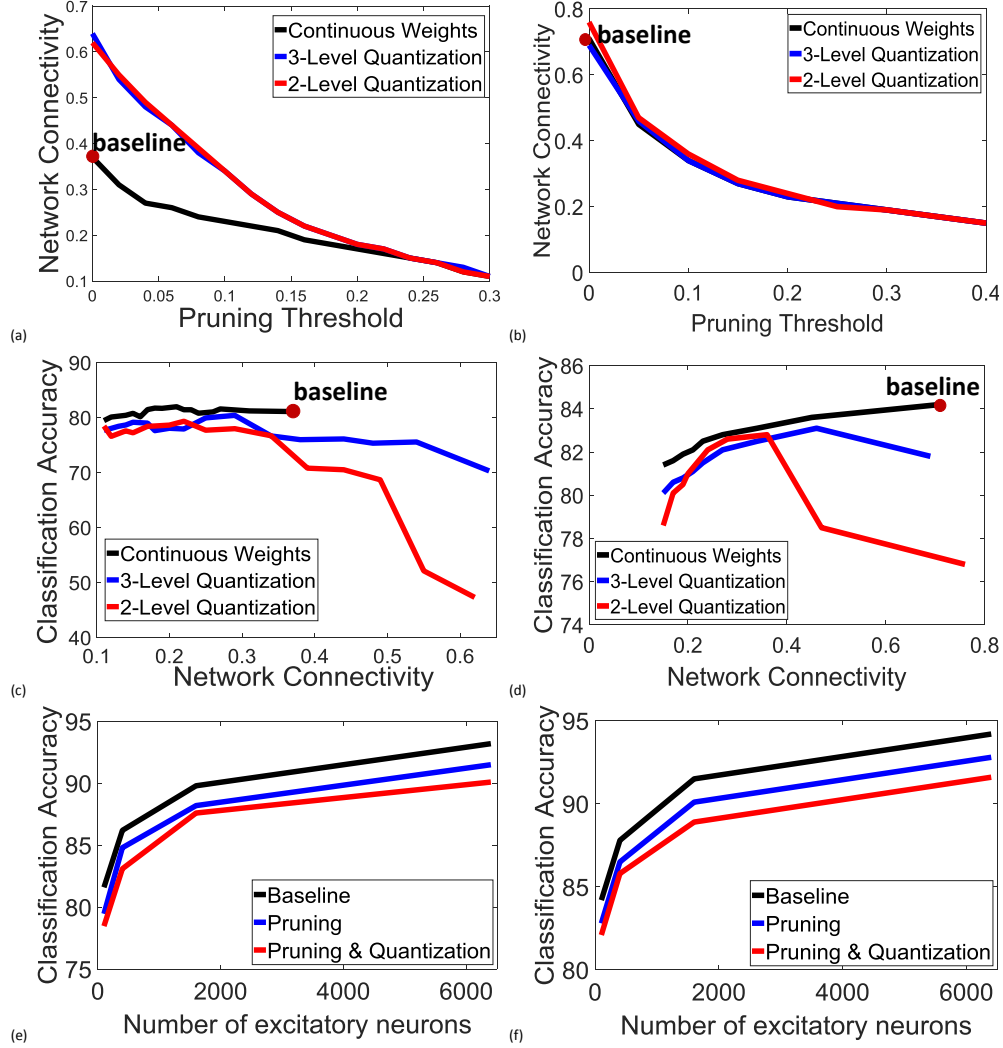 Network Connectivity
0.7
0.6
0.5
0.4
0.3
0.2
0.1
Continuous Weights
3-Level Quantization
2-Level Quantization
baseline
0 0.05 0.1 0.15 0.2 0.25 0.3
Pruning Threshold
(a)
Network Connectivity
0.8
0.6
0.4
0.2
0
baseline
Continuous Weights
3-Level Quantization
2-Level Quantization
0 0.1 0.2 0.3 0.4
Pruning Threshold
(b)
Classification Accuracy
90
80
70
60
50
40
baseline
Continuous Weights
3-Level Quantization
2-Level Quantization
0.1 0.2 0.3 0.4 0.5 0.6
Network Connectivity
(c)
Classification Accuracy
86
84
82
80
78
76
74
baseline
Continuous Weights
3-Level Quantization
2-Level Quantization
0 0.2 0.4 0.6 0.8
Network Connectivity
(d)
Classification Accuracy
95
90
85
80
75
Baseline
Pruning
Pruning & Quantization
0 2000 4000 6000
Number of excitatory neurons
(e)
Classification Accuracy
95
90
85
80
Baseline
Pruning
Pruning & Quantization
0 2000 4000 6000
Number of excitatory neurons
(f)